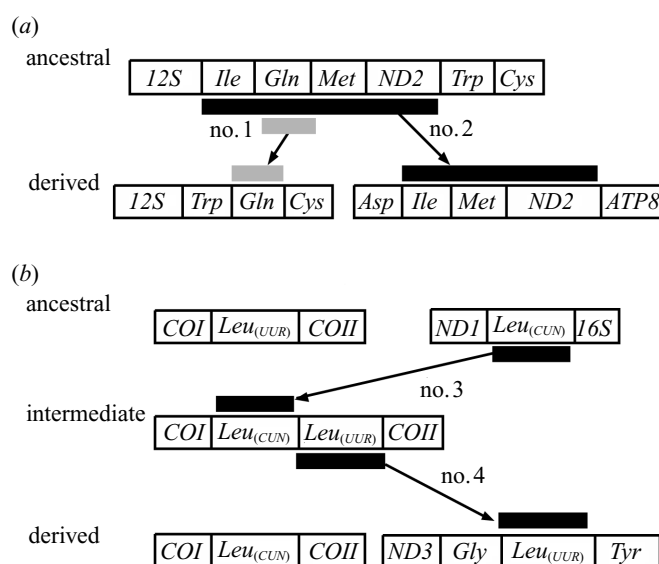 (a)
ancestral
12S Ile Gln Met ND2 Trp Cys
no.1 no.2
derived
12S Trp Gln Cys Asp Ile Met ND2 ATP8
(b)
ancestral
COI Leu(UUR) COII ND1 Leu(CUN) 16S
no.3
intermediate
COI Leu(CUN) Leu(UUR) COII
no.4
derived
COI Leu(CUN) COII ND3 Gly Leu(UUR) Tyr